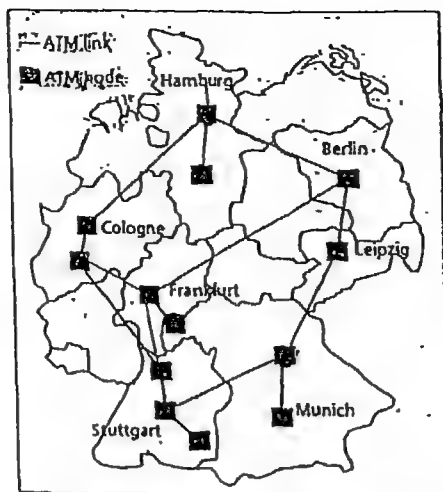 ATM link
ATM node
Hamburg
Berlin
Cologne
Leipzig
Frankfurt
Munich
Stuttgart